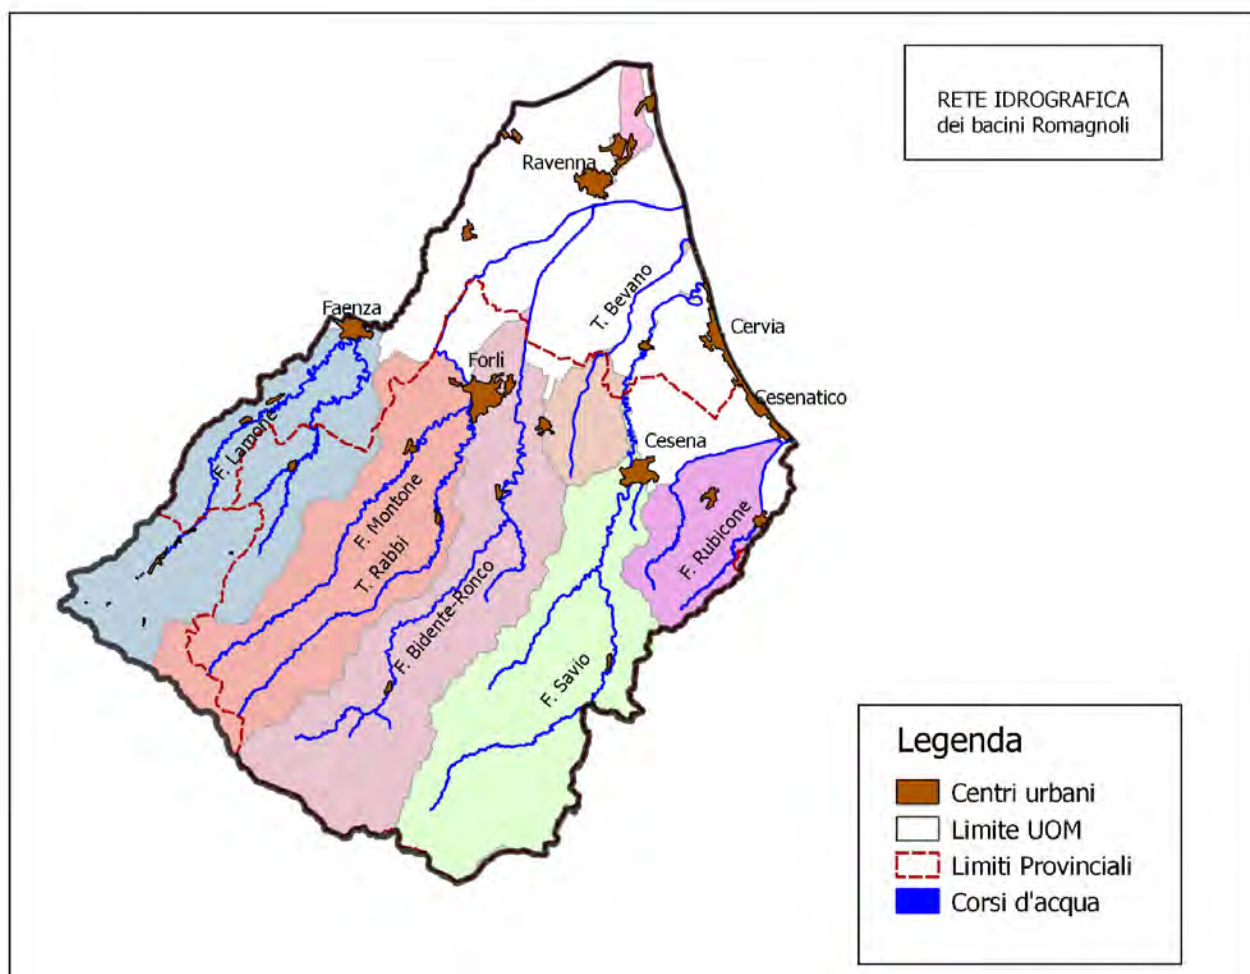 RETE IDROGRAFICA
dei bacini Romagnoli
Ravenna
T. Bevano
Faenza
Cervia
Forli
Cesenatico
F. Lamone
Cesena
F. Montone
F. Rubicone
T. Rabbi
F. Bidente-Ronco
F. Savio
Legenda
Centri urbani
Limite UOM
Limiti Provinciali
Corsi d'acqua